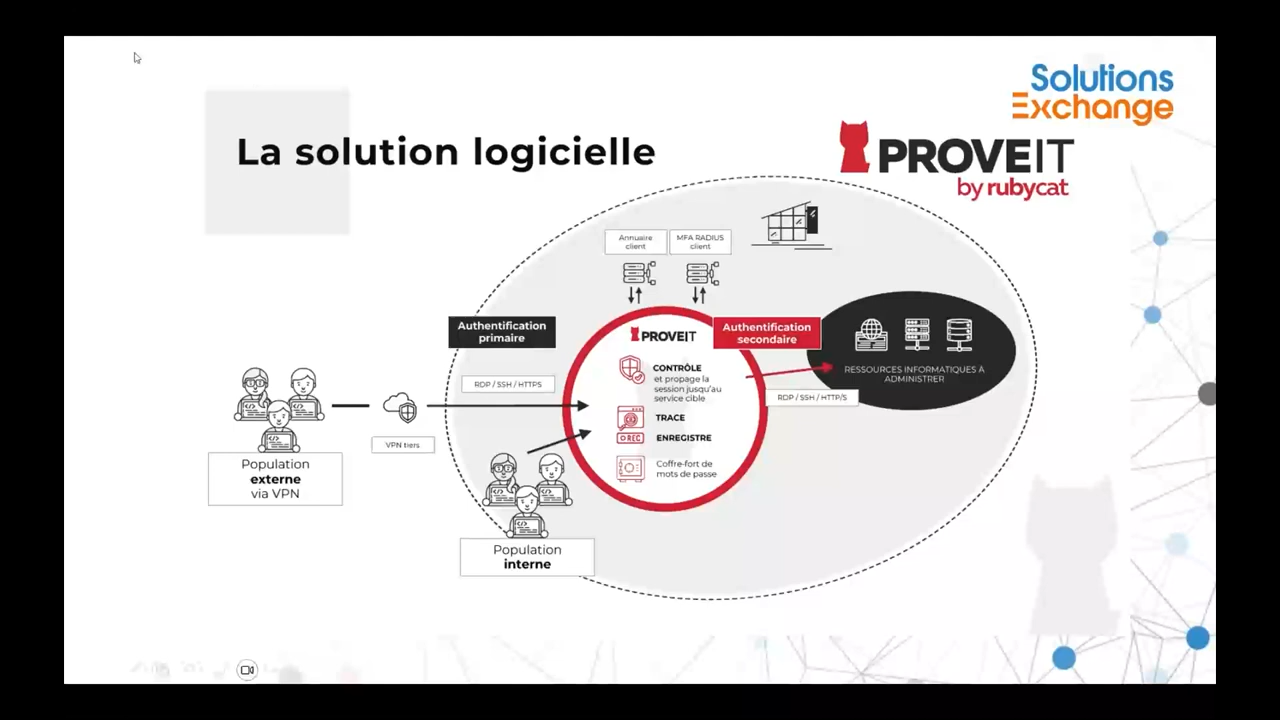 Solutions
Exchange
La solution logicielle
PROVEIT
by rubycat
Annuaire
client
MFA RADIUS
client
Authentification
primaire
PROVEIT
Authentification
secondaire
CONTRÔLE
et propage la
session jusqu'au
service cible
RESSOURCES INFORMATIQUES À
ADMINISTRER
RDP / SSH / HTTPS
RDP / SSH / HTTP/S
TRACE
REC
ENREGISTRE
VPN tiers
Coffre-fort de
mots de passe
Population
externe
via VPN
Population
interne